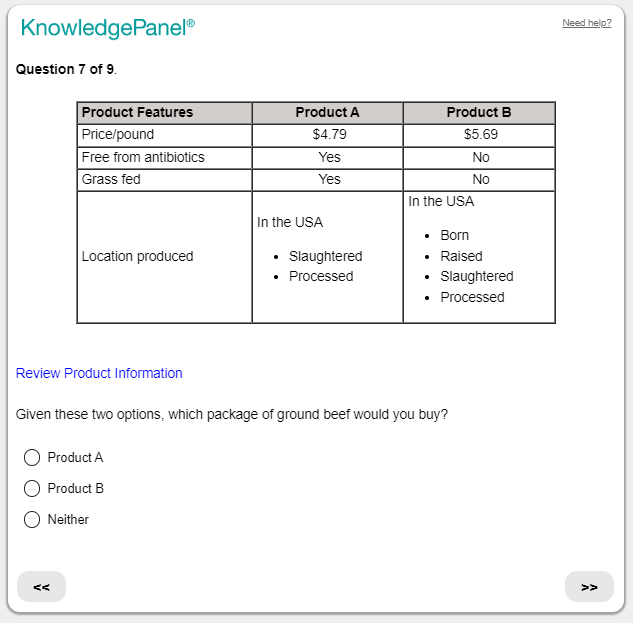 KnowledgePanel®
Need help?
Question 7 of 9.
Product Features Product A Product B
Price/pound $4.79 $5.69
Free from antibiotics Yes No
Grass fed Yes No
Location produced
In the USA
• Slaughtered
• Processed
In the USA
• Born
• Raised
• Slaughtered
• Processed
Review Product Information
Given these two options, which package of ground beef would you buy?
Product A
Product B
Neither
<< >>